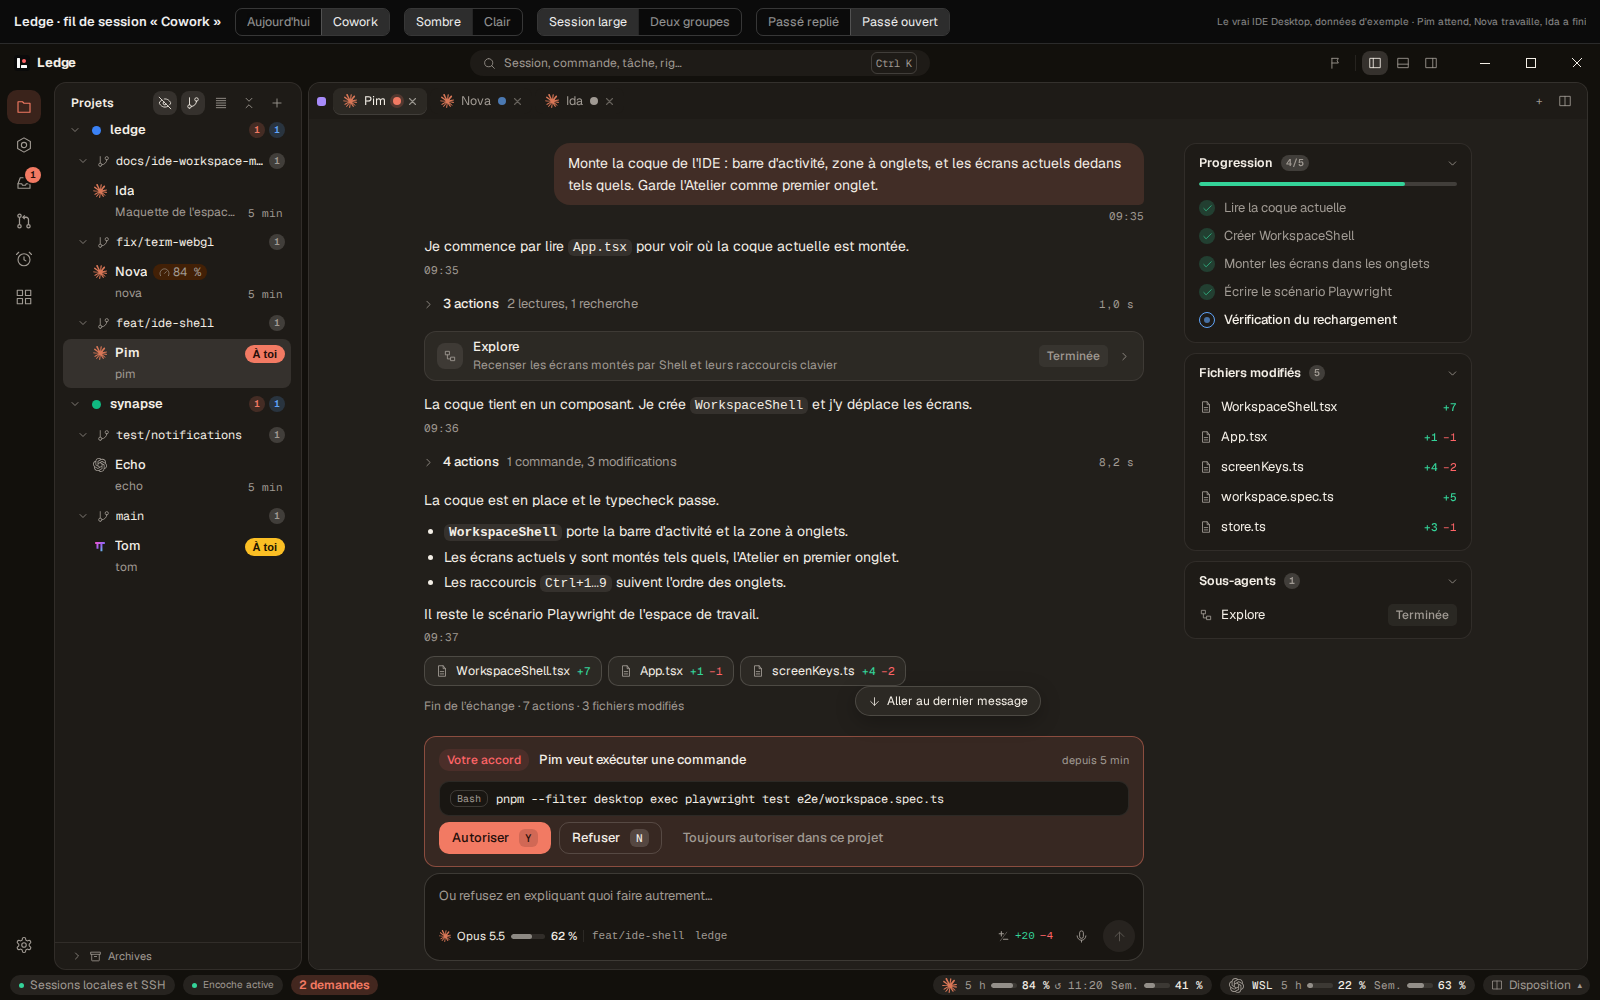 Ledge · fil de session « Cowork »
Aujourd'hui
Cowork
Sombre
Clair
Session large
Deux groupes
Passé replié
Passé ouvert
Le vrai IDE Desktop, données d'exemple · Pim attend, Nova travaille, Ida a fini
Ledge
Session, commande, tâche, rig…
Ctrl K
Projets
1
ledge
1 1
docs/ide-workspace-m… 1
Ida
Maquette de l'espac… 5 min
fix/term-webgl 1
Nova 84 %
nova 5 min
feat/ide-shell 1
Pim À toi
pim
synapse 1 1
test/notifications 1
Echo
echo 5 min
main 1
Tom À toi
tom
Archives
Pim
Nova
Ida
Monte la coque de l'IDE : barre d'activité, zone à onglets, et les écrans actuels dedans
tels quels. Garde l'Atelier comme premier onglet.
09:35
Je commence par lire App.tsx pour voir où la coque actuelle est montée.
09:35
3 actions 2 lectures, 1 recherche 1,0 s
Explore
Recenser les écrans montés par Shell et leurs raccourcis clavier
Terminée
La coque tient en un composant. Je crée WorkspaceShell et j'y déplace les écrans.
09:36
4 actions 1 commande, 3 modifications 8,2 s
La coque est en place et le typecheck passe.
• WorkspaceShell porte la barre d'activité et la zone à onglets.
• Les écrans actuels y sont montés tels quels, l'Atelier en premier onglet.
• Les raccourcis Ctrl+1…9 suivent l'ordre des onglets.
Il reste le scénario Playwright de l'espace de travail.
09:37
WorkspaceShell.tsx +7
App.tsx +1 −1
screenKeys.ts +4 −2
Aller au dernier message
Fin de l'échange · 7 actions · 3 fichiers modifiés
Votre accord Pim veut exécuter une commande depuis 5 min
Bash pnpm --filter desktop exec playwright test e2e/workspace.spec.ts
Autoriser Y
Refuser N
Toujours autoriser dans ce projet
Ou refusez en expliquant quoi faire autrement…
Opus 5.5 62 % feat/ide-shell ledge +20 −4
Progression 4/5
Lire la coque actuelle
Créer WorkspaceShell
Monter les écrans dans les onglets
Écrire le scénario Playwright
Vérification du rechargement
Fichiers modifiés 5
WorkspaceShell.tsx +7
App.tsx +1 −1
screenKeys.ts +4 −2
workspace.spec.ts +5
store.ts +3 −1
Sous-agents 1
Explore Terminée
Sessions locales et SSH
Encoche active
2 demandes
5 h 84 % ↺ 11:20 Sem. 41 %
WSL 5 h 22 % Sem. 63 %
Disposition